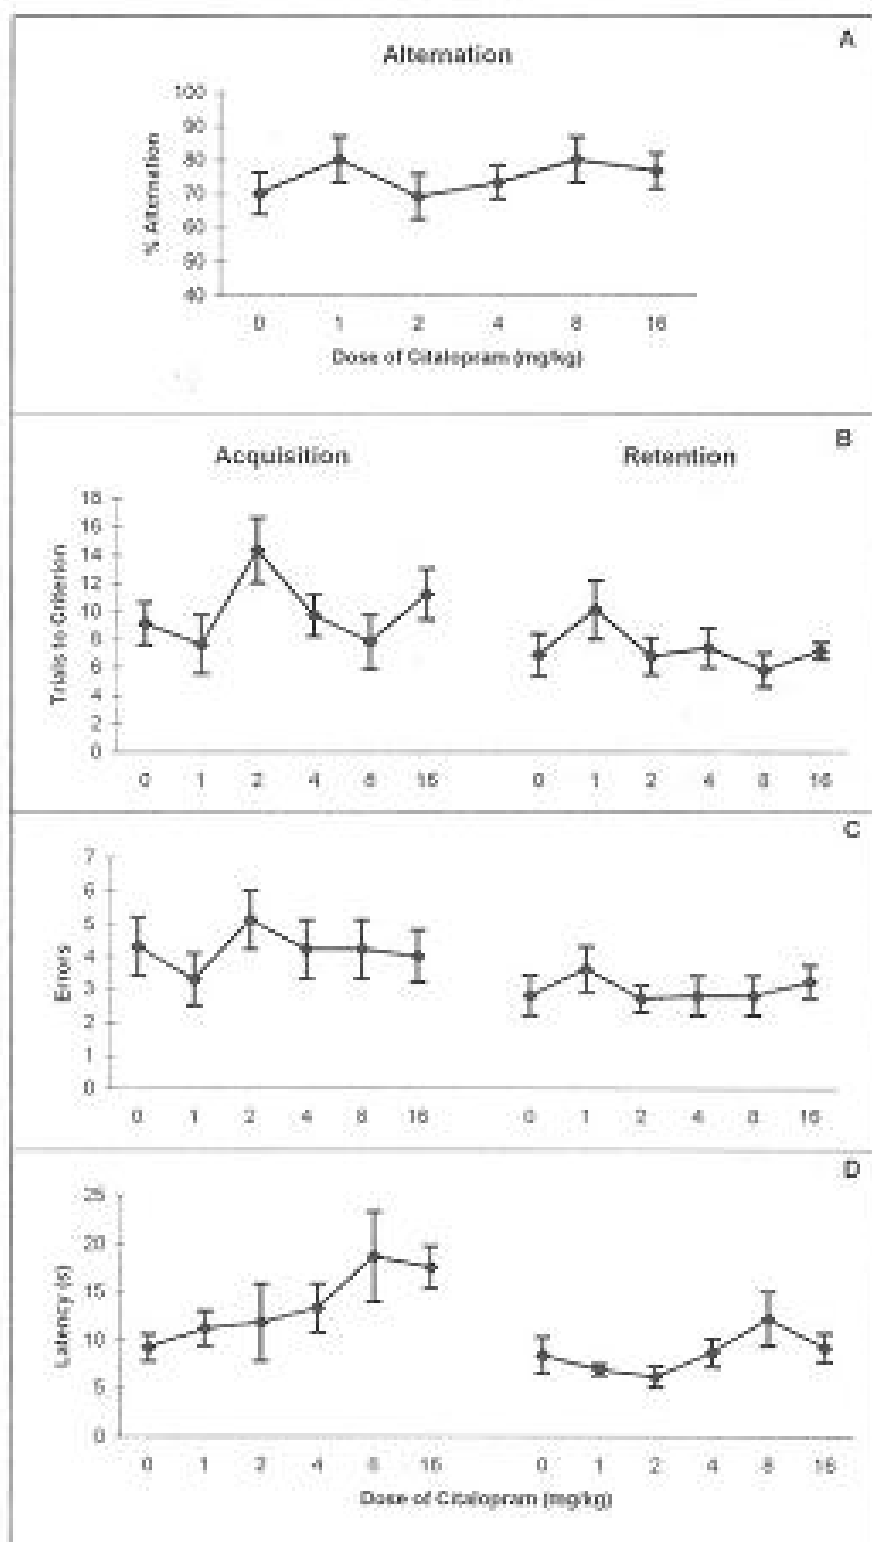 A
Alternation
100
90
80
70
60
50
40
% Alternation
0 1 2 4 8 16
Dose of Citalopram (mg/kg)
B
Acquisition Retention
18
16
14
12
10
8
6
4
2
0
Trials to Criterion
0 1 2 4 8 16 0 1 2 4 8 16
C
7
6
5
4
3
2
1
0
Errors
0 1 2 4 8 16 0 1 2 4 8 16
D
25
20
15
10
5
0
Latency (s)
0 1 2 4 8 16 0 1 2 4 8 16
Dose of Citalopram (mg/kg)